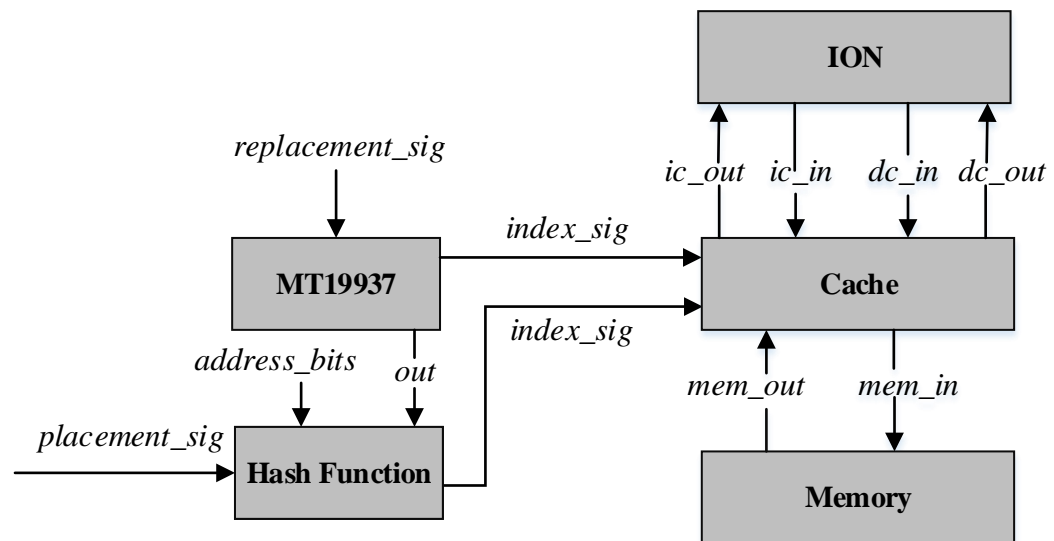 ION
replacement_sig
ic_out
ic_in
dc_in
dc_out
index_sig
MT19937
Cache
index_sig
address_bits
out
mem_out
mem_in
placement_sig
Hash Function
Memory